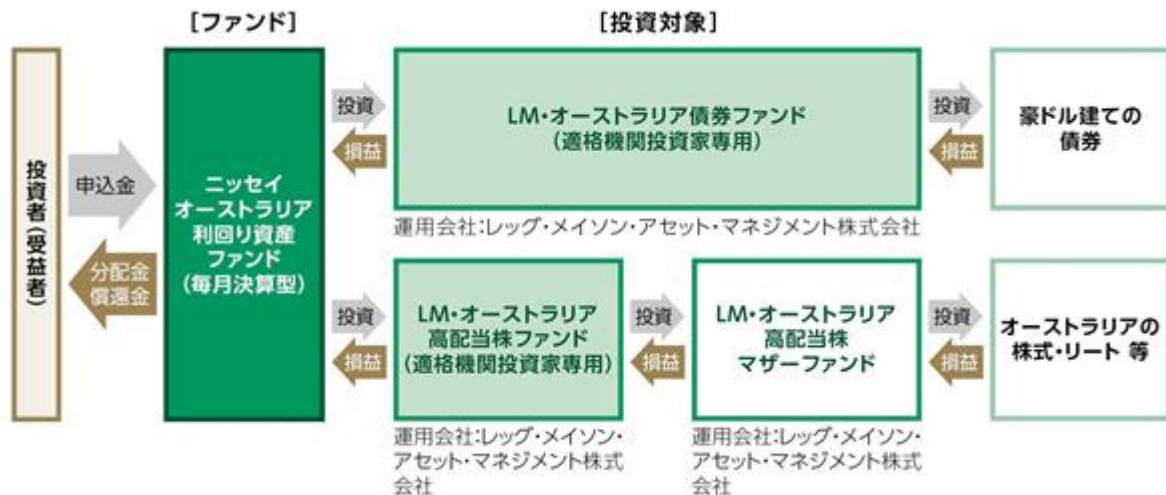 [ファンド]
[投資対象]
投資者(受益者)
申込金
分配金
償還金
ニッセイ
オーストラリア
利回り資産
ファンド
(毎月決算型)
投資
損益
LM・オーストラリア債券ファンド
(適格機関投資家専用)
運用会社:レッグ・メイソン・アセット・マネジメント株式会社
投資
損益
豪ドル建ての
債券
投資
損益
LM・オーストラリア
高配当株ファンド
(適格機関投資家専用)
運用会社:レッグ・メイソン・
アセット・マネジメント株式
会社
投資
損益
LM・オーストラリア
高配当株
マザーファンド
運用会社:レッグ・メイソン・
アセット・マネジメント株式
会社
投資
損益
オーストラリアの
株式・リート 等